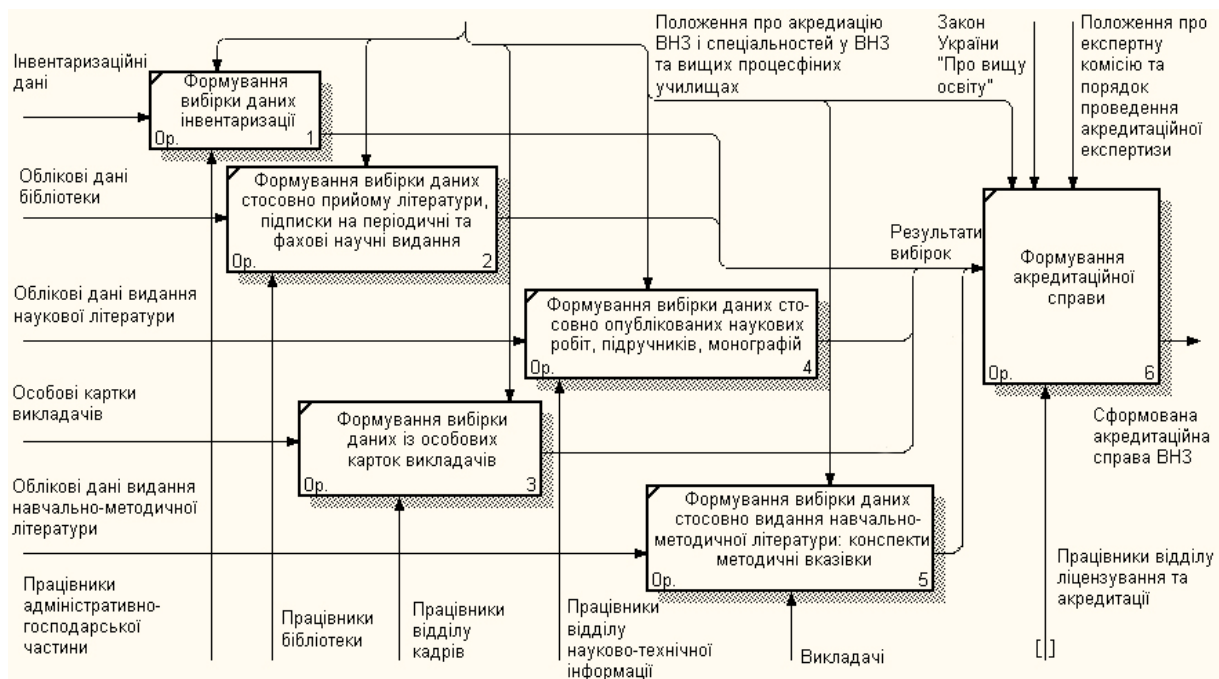 Положення про акредиацію
ВНЗ і спеціальностей у ВНЗ
та вищих процесфіних
училищах
Закон
України
"Про вищу
освіту"
Положення про
експертну
комісію та
порядок
проведення
акредитаційної
експертизи
Інвентаризаційні
дані
Формування
вибірки даних
інвентаризації
0р.
1
Облікові дані
бібліотеки
Формування вибірки даних
стосовно прийому літератури,
підписки на періодичні та
фахові научні видання
0р.
2
Результати
вибірок
Формування
акредитаційної
справи
0р.
6
Облікові дані видання
наукової літератури
Формування вибірки даних сто-
совно опублікованих наукових
робіт, підручників, монографій
0р.
4
Особові картки
викладачів
Формування вибірки
даних із особових
карток викладачів
0р.
3
Сформована
акредитаційна
справа ВНЗ
Облікові дані видання
навчально-методичної
літератури
Формування вибірки даних
стосовно видання навчально-
методичної літератури: конспекти
методичні вказівки
0р.
5
Працівники
адміністративно-
господарської
частини
Працівники
бібліотеки
Працівники
відділу
кадрів
Працівники
відділу
науково-технічної
інформації
Викладачі
Працівники відділу
ліцензування та
акредитації